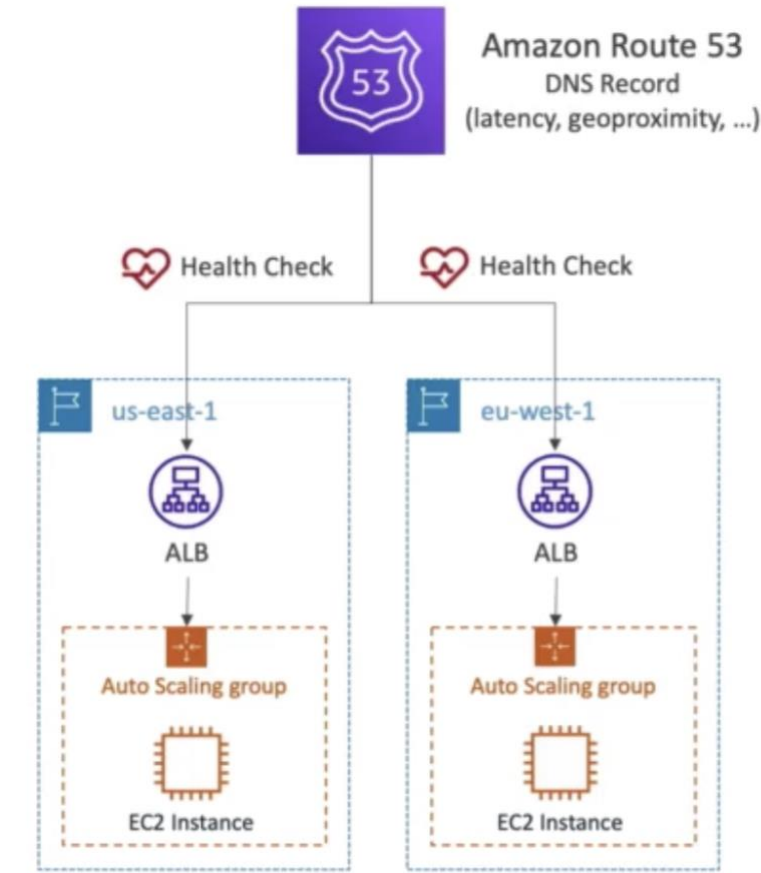 53
Amazon Route 53
DNS Record
(latency, geoproximity, ...)
Health Check
Health Check
us-east-1
eu-west-1
ALB
ALB
Auto Scaling group
Auto Scaling group
EC2 Instance
EC2 Instance